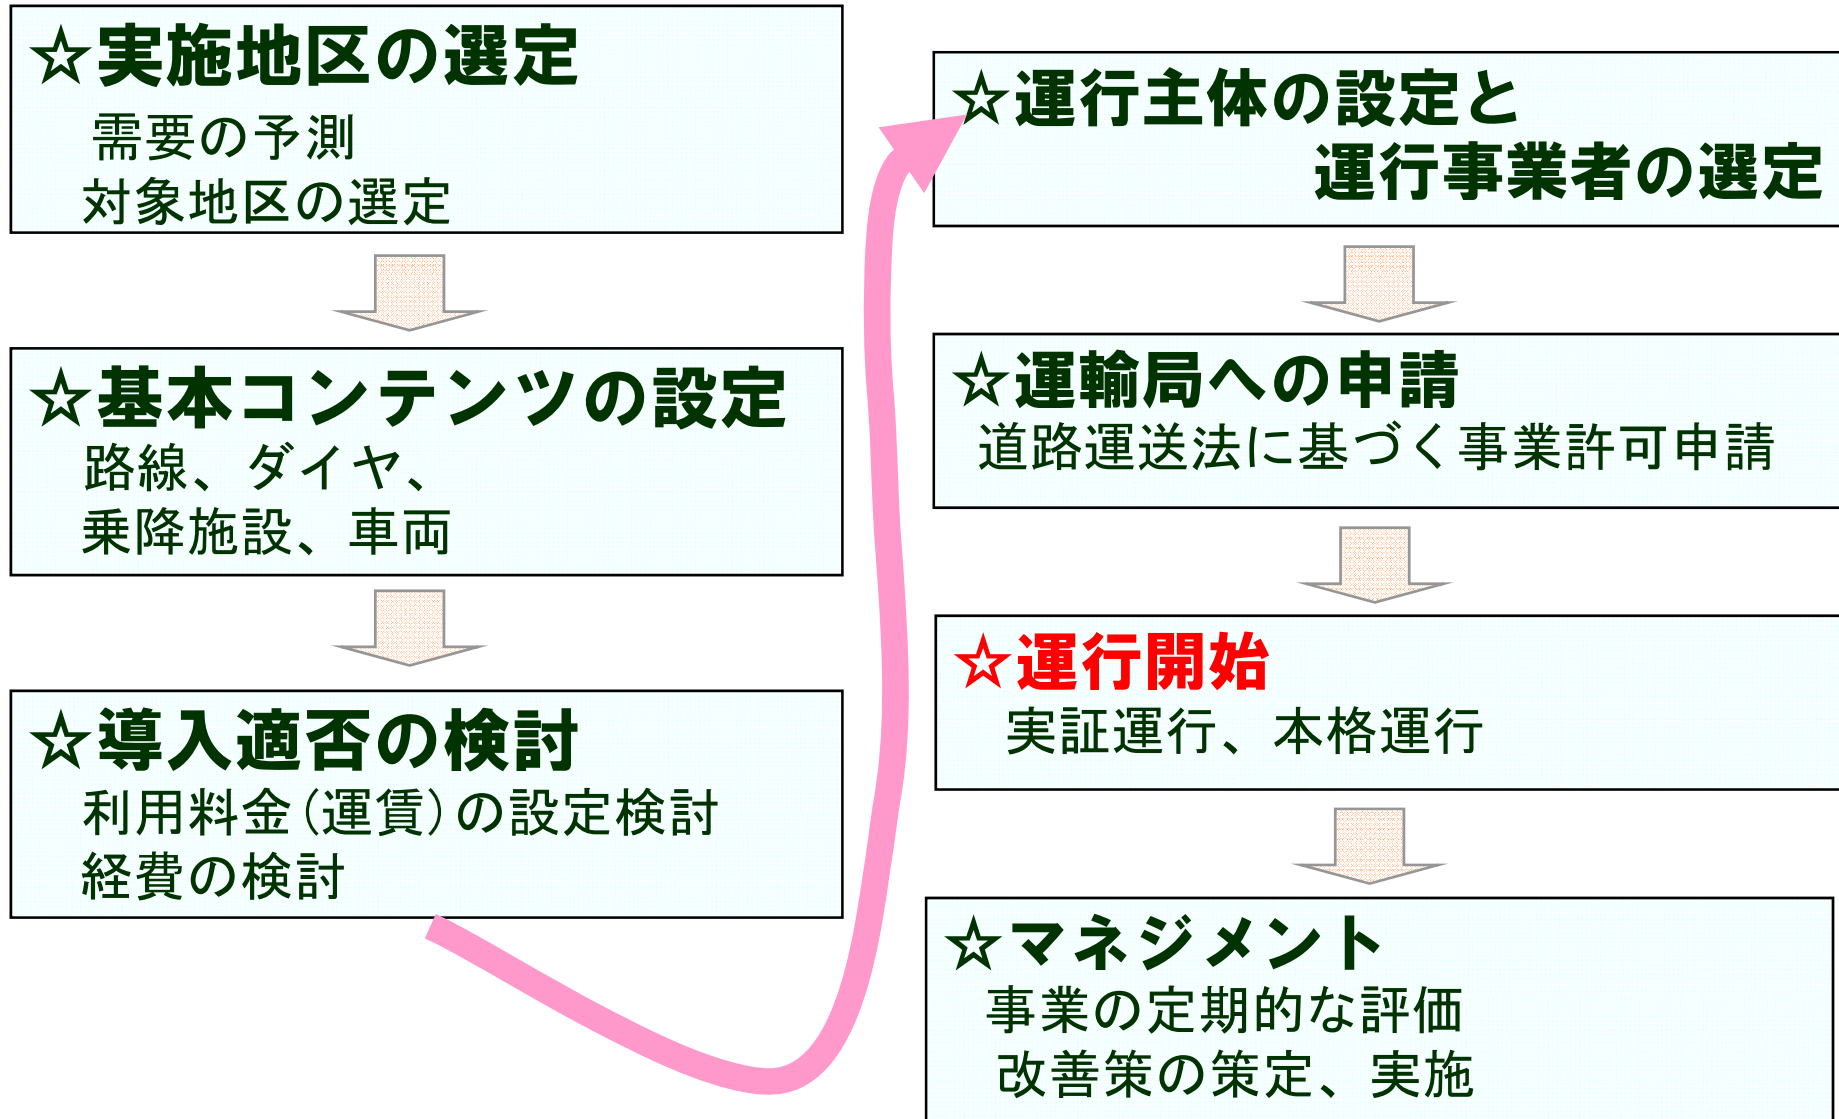 ☆実施地区の選定
需要の予測
対象地区の選定
☆基本コンテンツの設定
路線、ダイヤ、
乗降施設、車両
☆導入適否の検討
利用料金(運賃)の設定検討
経費の検討
☆運行主体の設定と
運行事業者の選定
☆運輸局への申請
道路運送法に基づく事業許可申請
☆運行開始
実証運行、本格運行
☆マネジメント
事業の定期的な評価
改善策の策定、実施